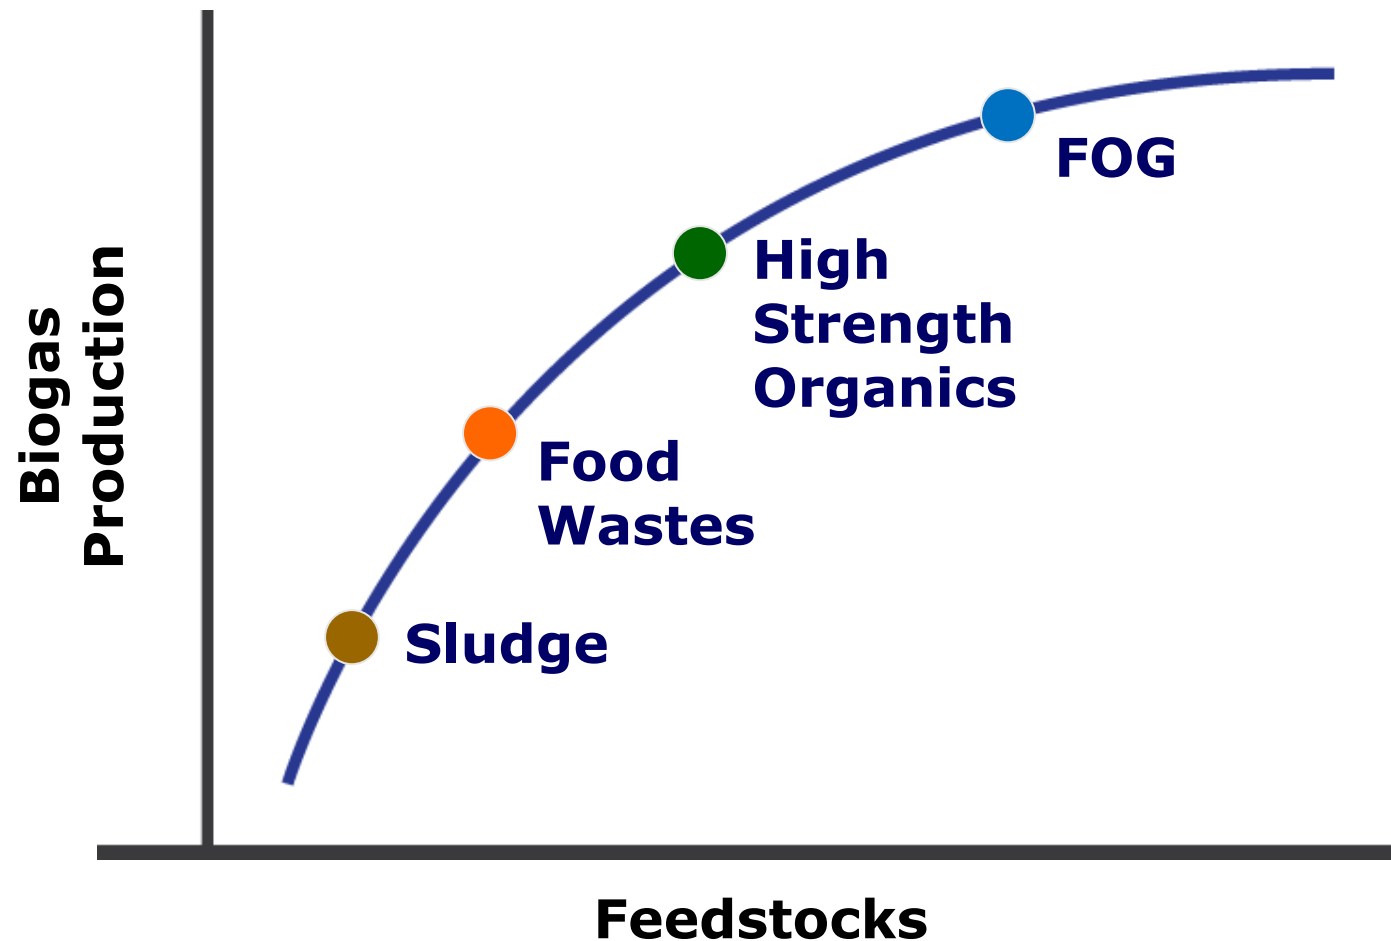 Biogas
Production
FOG
High
Strength
Organics
Food
Wastes
Sludge
Feedstocks